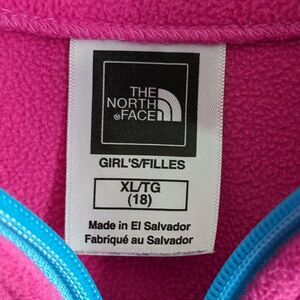 THE
NORTH
®FACE
GIRL'S/FILLES
XL/TG
(18)
Made in El Salvador
Fabriqué au Salvador